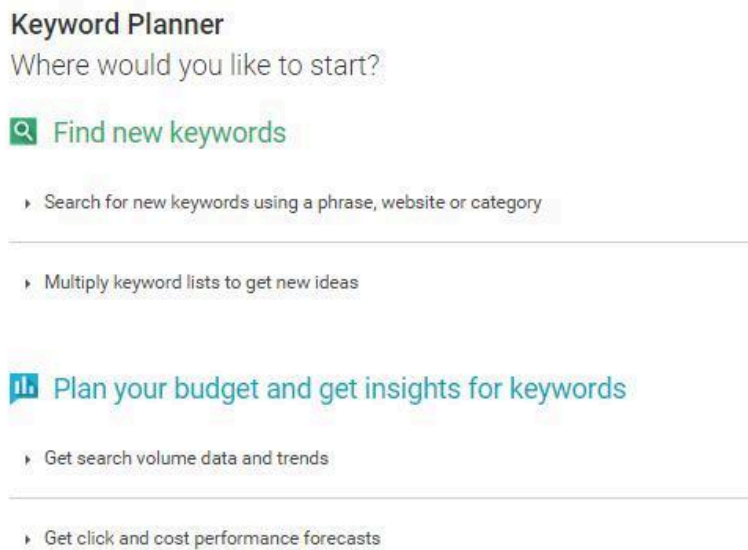 Keyword Planner
Where would you like to start?
Find new keywords
Search for new keywords using a phrase, website or category
Multiply keyword lists to get new ideas
Plan your budget and get insights for keywords
Get search volume data and trends
Get click and cost performance forecasts